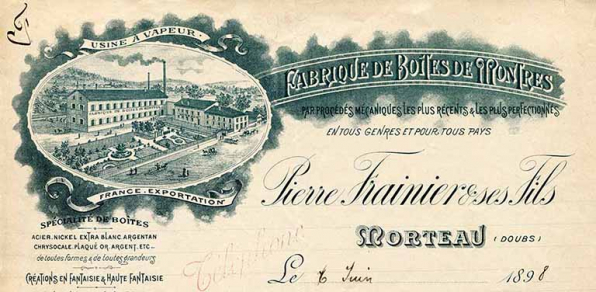 USINE À VAPEUR.
FABRIQUE DE BOITES DE MONTRES
PAR PROCÉDÉS MÉCANIQUES LES PLUS RÉCENTS & LES PLUS PERFECTIONNÉS
EN TOUS GENRES ET POUR TOUS PAYS
FRANCE. EXPORTATION
Pierre Frainier & ses Fils
MORTEAU (DOUBS)
SPÉCIALITÉ DE BOÎTES
ACIER, NICKEL EXTRA BLANC, ARGENTAN
CHRYSOCALE, PLAQUÉ OR, ARGENT, ETC..
de toutes formes & de toutes grandeurs
CRÉATIONS EN FANTAISIE & HAUTE FANTAISIE
Téléphone
Le 6 Juin 1898